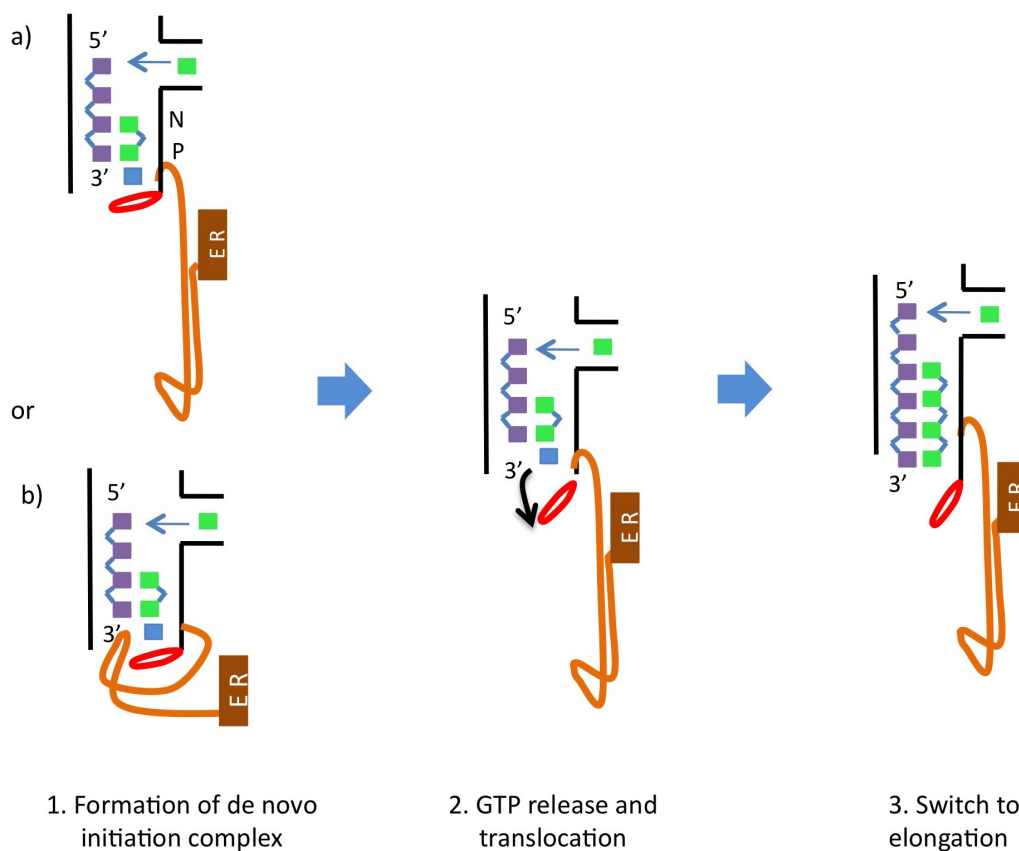 a)
5’
N
P
3’
E R
or
b)
5’
3’
E R
5’
3’
E R
5’
3’
E R
1. Formation of de novo
initiation complex
2. GTP release and
translocation
3. Switch to
elongation